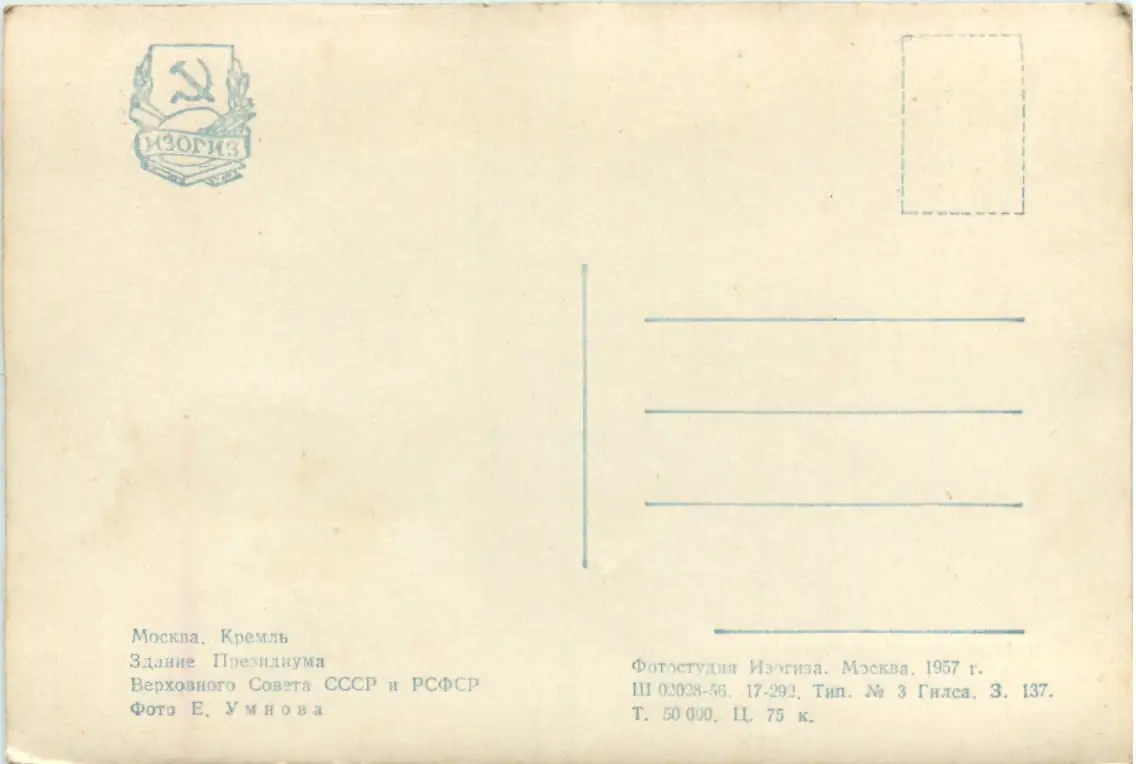 ИЗОГИЗ
Москва. Кремль
Здание Президиума
Верховного Совета СССР и РСФСР
Фото Е. Умнова
Фотостудия Изогиза. Москва. 1957 г.
Ш 02028-56. 17-292. Тип. № 3 Гилса. З. 137.
Т. 50 000. Ц. 75 к.